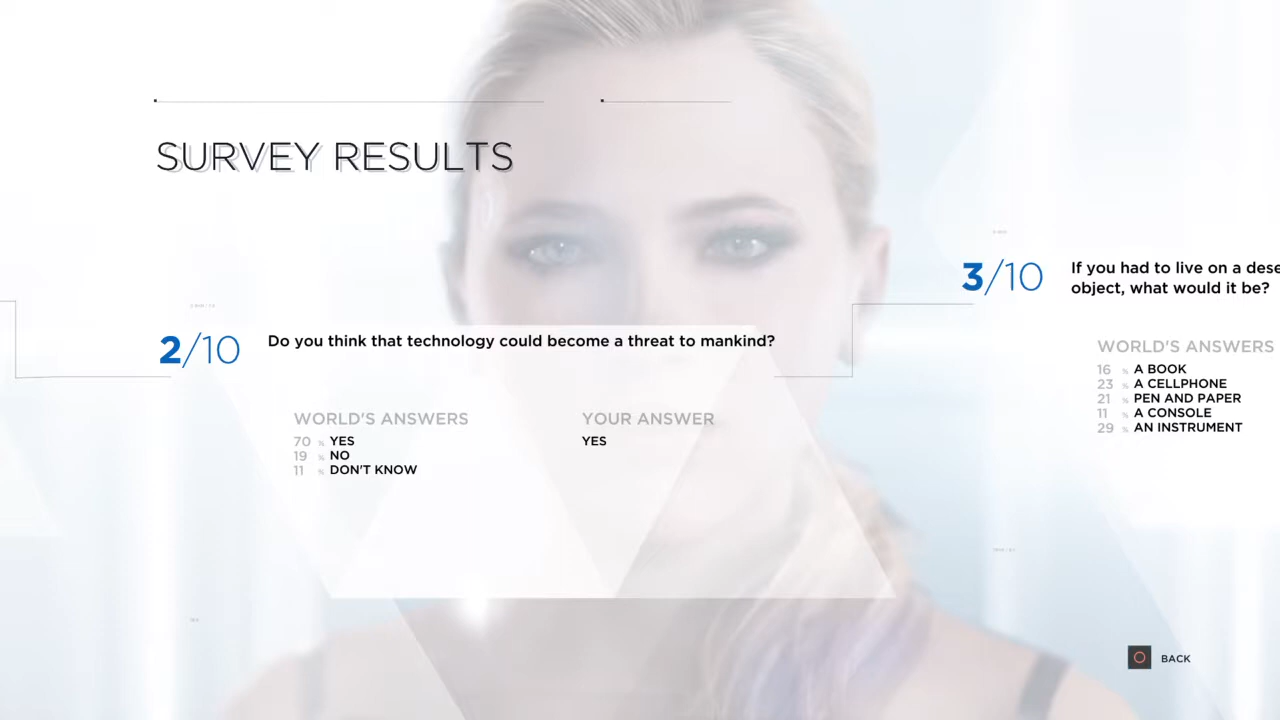 SURVEY RESULTS
2/10
Do you think that technology could become a threat to mankind?
WORLD'S ANSWERS
70 % YES
19 % NO
11 % DON'T KNOW
YOUR ANSWER
YES
3/10
If you had to live on a dese
object, what would it be?
WORLD'S ANSWERS
16 % A BOOK
23 % A CELLPHONE
21 % PEN AND PAPER
11 % A CONSOLE
29 % AN INSTRUMENT
BACK